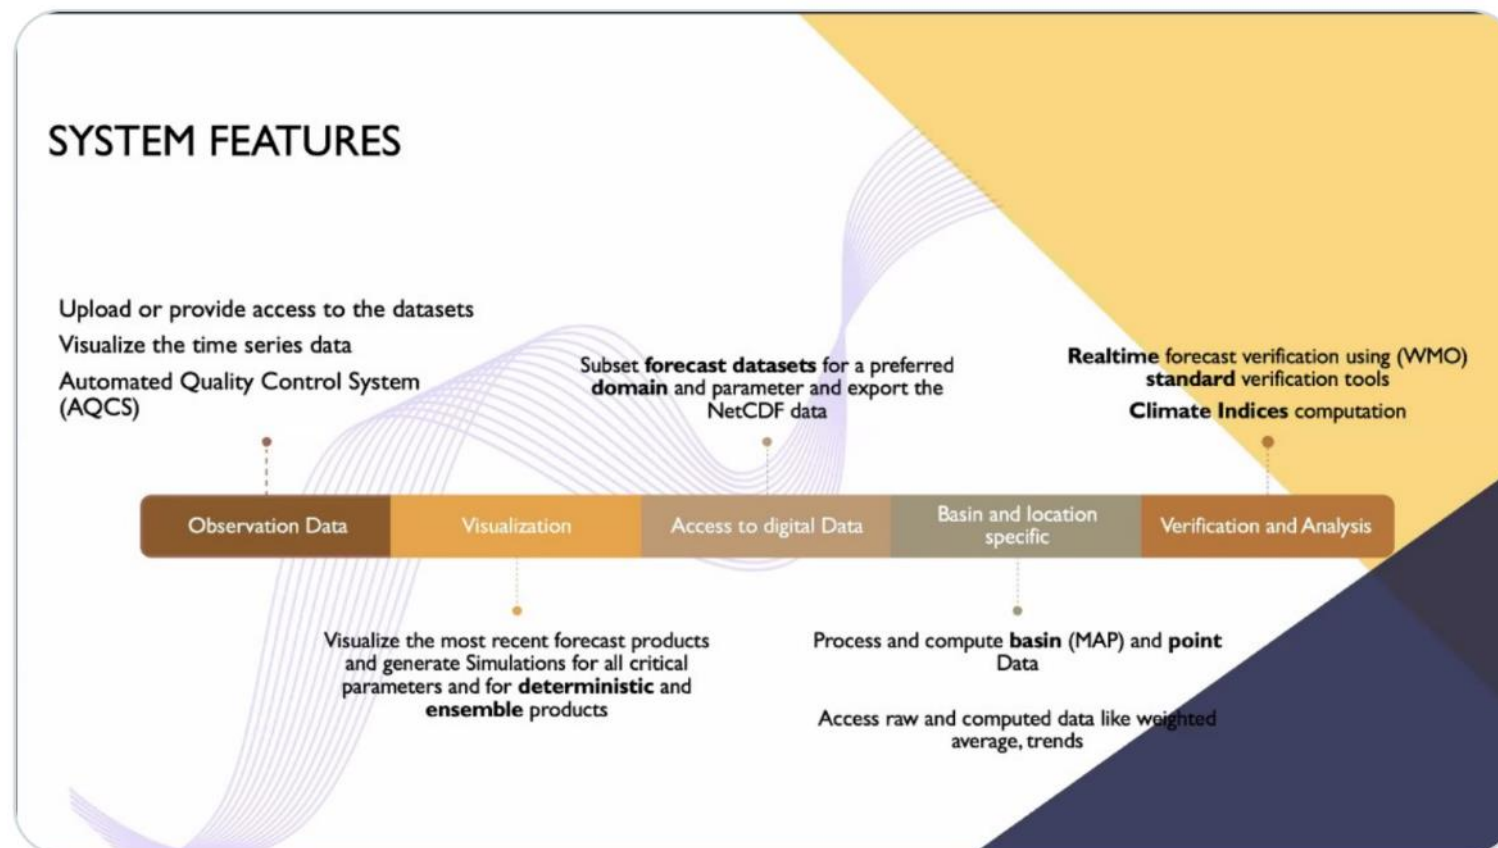 SYSTEM FEATURES
Upload or provide access to the datasets
Visualize the time series data
Automated Quality Control System
(AQCS)
Subset forecast datasets for a preferred
domain and parameter and export the
NetCDF data
Realtime forecast verification using (WMO)
standard verification tools
Climate Indices computation
Observation Data
Visualization
Access to digital Data
Basin and location
specific
Verification and Analysis
Visualize the most recent forecast products
and generate Simulations for all critical
parameters and for deterministic and
ensemble products
Process and compute basin (MAP) and point
Data
Access raw and computed data like weighted
average, trends